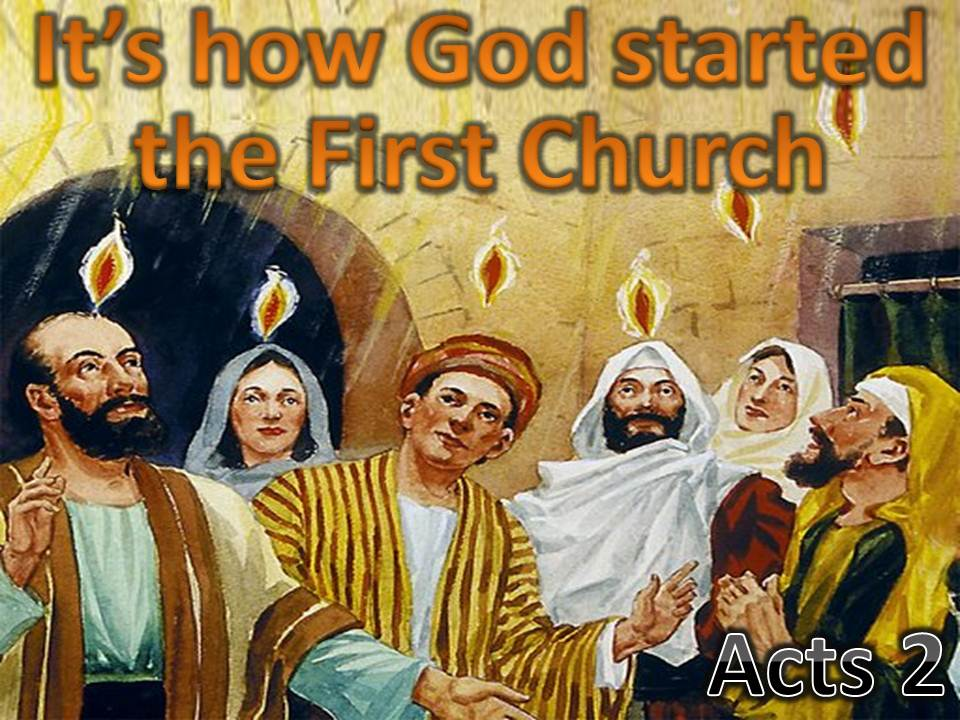 It’s how God started
the First Church
Acts 2